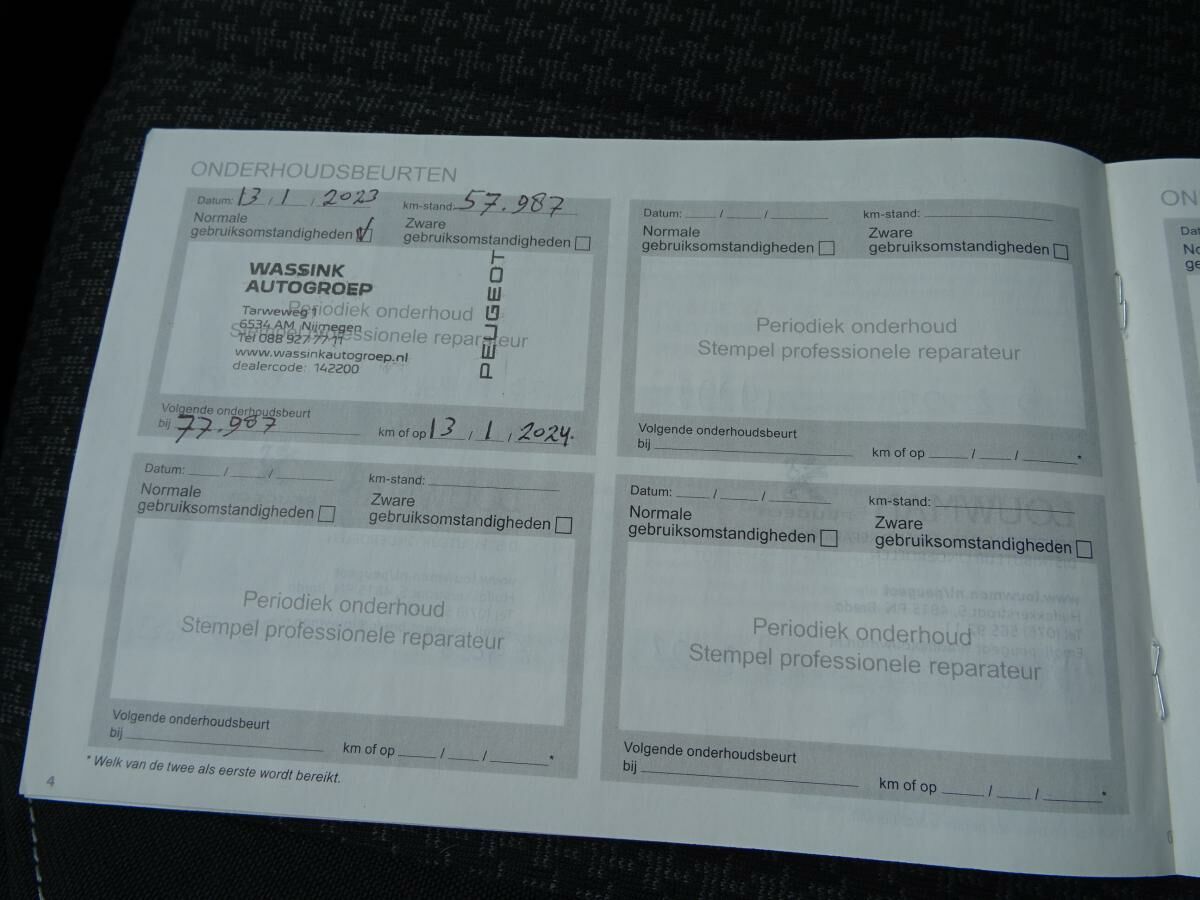 ONDERHOUDSBEURTEN
Datum: 13 / 1 / 2023 km-stand: 57.987
Normale
gebruiksomstandigheden
Zware
gebruiksomstandigheden
WASSINK
AUTOGROEP
PEUGEOT
Periodiek onderhoud
Stempel professionele reparateur
Tarweweg 1
6534 AM Nijmegen
Tel 088 927 77 11
www.wassinkautogroep.nl
dealercode: 142200
Volgende onderhoudsbeurt
bij 77.987 km of op 13 / 1 / 2024.
Datum: / / km-stand:
Normale
gebruiksomstandigheden
Zware
gebruiksomstandigheden
Periodiek onderhoud
Stempel professionele reparateur
Volgende onderhoudsbeurt
bij km of op / / *
Datum: / / km-stand:
Normale
gebruiksomstandigheden
Zware
gebruiksomstandigheden
Periodiek onderhoud
Stempel professionele reparateur
Volgende onderhoudsbeurt
bij km of op / / *
Datum: / / km-stand:
Normale
gebruiksomstandigheden
Zware
gebruiksomstandigheden
Periodiek onderhoud
Stempel professionele reparateur
Volgende onderhoudsbeurt
bij km of op / / *
* Welk van de twee als eerste wordt bereikt.
4